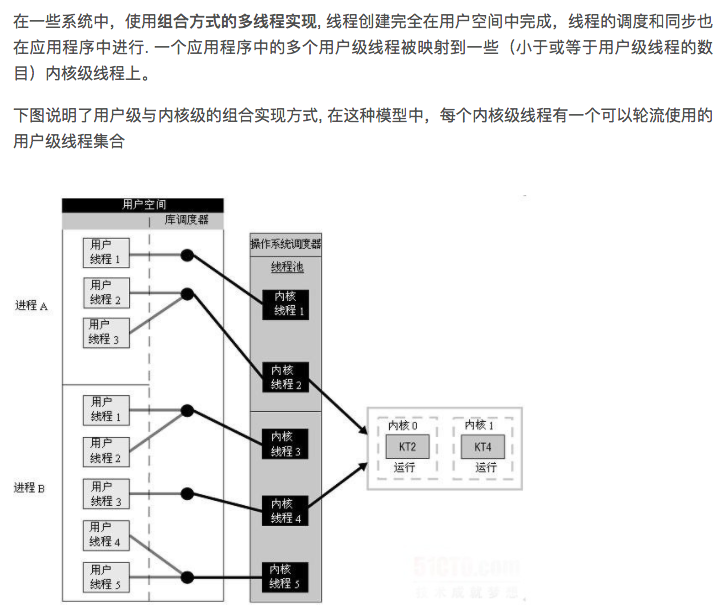 在一些系统中，使用组合方式的多线程实现, 线程创建完全在用户空间中完成，线程的调度和同步也
在应用程序中进行. 一个应用程序中的多个用户级线程被映射到一些（小于或等于用户级线程的数
目）内核级线程上。
下图说明了用户级与内核级的组合实现方式, 在这种模型中，每个内核级线程有一个可以轮流使用的
用户级线程集合
用户空间
库调度器
操作系统调度器
线程池
进程 A
用户
线程 1
用户
线程 2
用户
线程 3
内核
线程 1
内核
线程 2
进程 B
用户
线程 1
用户
线程 2
用户
线程 3
用户
线程 4
用户
线程 5
内核
线程 3
内核
线程 4
内核
线程 5
内核 0
KT2
运行
内核 1
KT4
运行
51CTO.com